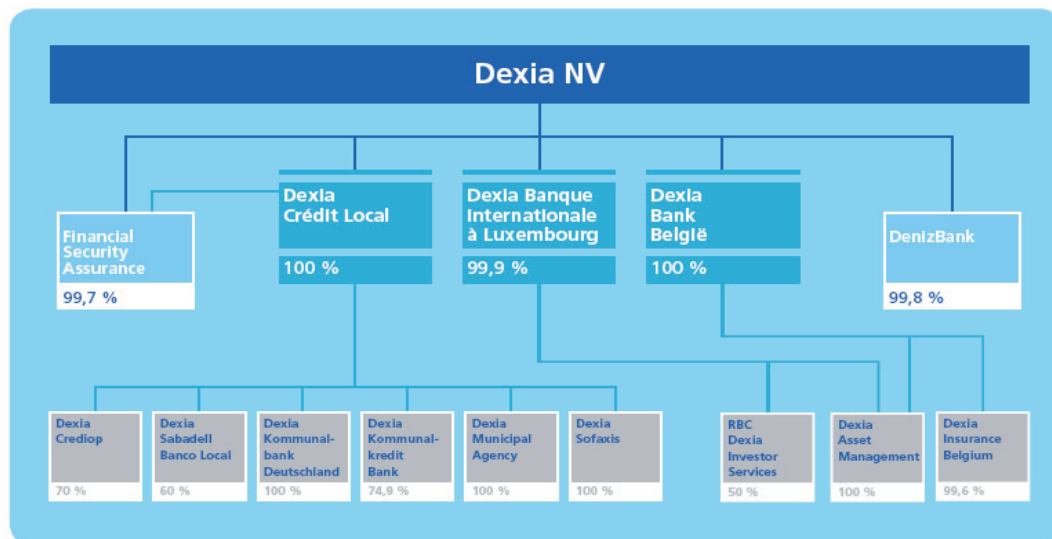 Dexia NV
Dexia
Crédit Local
100 %
Dexia Banque
Internationale
à Luxembourg
99,9 %
Dexia
Bank
België
100 %
Financial
Security
Assurance
99,7 %
DenizBank
99,8 %
Dexia
Crediop
70 %
Dexia
Sabadell
Banco Local
60 %
Dexia
Kommunal-
bank
Deutschland
100 %
Dexia
Kommunal-
kredit
Bank
74,9 %
Dexia
Municipal
Agency
100 %
Dexia
Sofaxis
100 %
RBC
Dexia
Investor
Services
50 %
Dexia
Asset
Management
100 %
Dexia
Insurance
Belgium
99,6 %